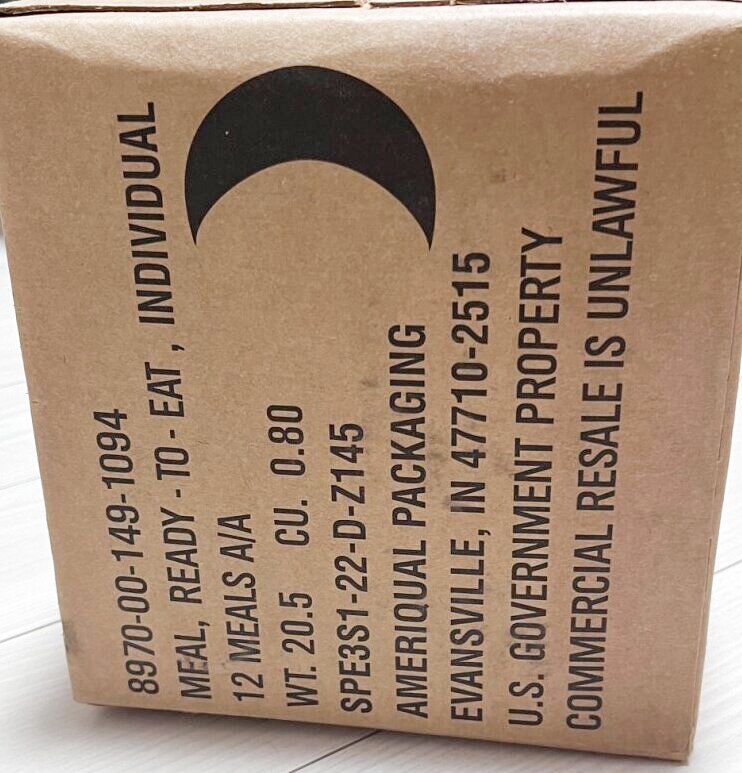 8970-00-149-1094
MEAL, READY - TO - EAT , INDIVIDUAL
12 MEALS A/A
WT. 20.5 CU. 0.80
SPE3S1-22-D-Z145
AMERIQUAL PACKAGING
EVANSVILLE, IN 47710-2515
U.S. GOVERNMENT PROPERTY
COMMERCIAL RESALE IS UNLAWFUL